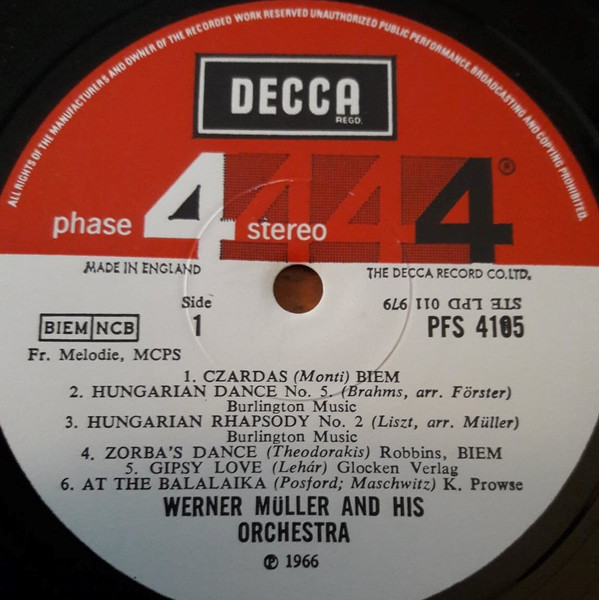 ALL RIGHTS OF THE MANUFACTURERS AND OWNER OF THE RECORDED WORK RESERVED UNAUTHORIZED PUBLIC PERFORMANCE, BROADCASTING AND COPYING PROHIBITED.
DECCA
REGD.
phase 4 stereo 4 4 4 ®
MADE IN ENGLAND
THE DECCA RECORD CO. LTD.
Side
1
STE LPD 011 979
BIEM NCB
PFS 4105
Fr. Melodie, MCPS
1. CZARDAS (Monti) BIEM
2. HUNGARIAN DANCE No. 5. (Brahms, arr. Förster)
Burlington Music
3. HUNGARIAN RHAPSODY No. 2 (Liszt, arr. Müller)
Burlington Music
4. ZORBA'S DANCE (Theodorakis) Robbins, BIEM
5. GIPSY LOVE (Lehár) Glocken Verlag
6. AT THE BALALAIKA (Posford; Maschwitz) K. Prowse
WERNER MÜLLER AND HIS
ORCHESTRA
℗ 1966